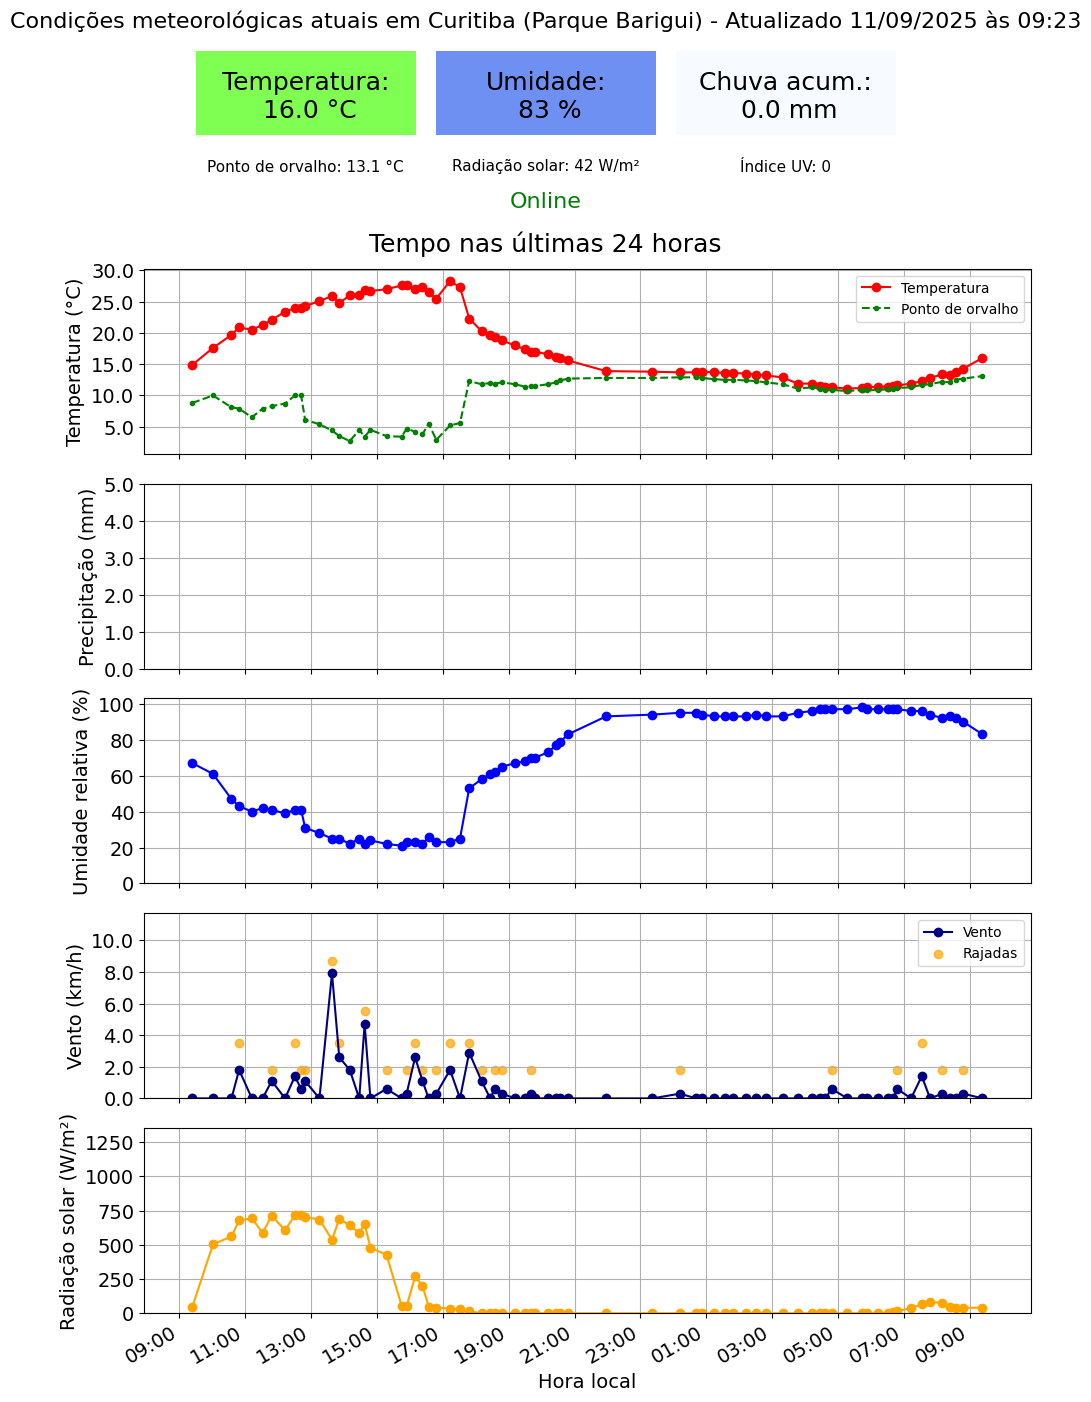 Condições meteorológicas atuais em Curitiba (Parque Barigui) - Atualizado 11/09/2025 às 09:23
Temperatura:
16.0 °C
Umidade:
83 %
Chuva acum.:
0.0 mm
Ponto de orvalho: 13.1 °C
Radiação solar: 42 W/m²
Índice UV: 0
Online
Tempo nas últimas 24 horas
Temperatura (°C)
30.0
25.0
20.0
15.0
10.0
5.0
Temperatura
Ponto de orvalho
Precipitação (mm)
5.0
4.0
3.0
2.0
1.0
0.0
Umidade relativa (%)
100
80
60
40
20
0
Vento (km/h)
10.0
8.0
6.0
4.0
2.0
0.0
Vento
Rajadas
Radiação solar (W/m²)
1250
1000
750
500
250
0
09:00
11:00
13:00
15:00
17:00
19:00
21:00
23:00
01:00
03:00
05:00
07:00
09:00
Hora local